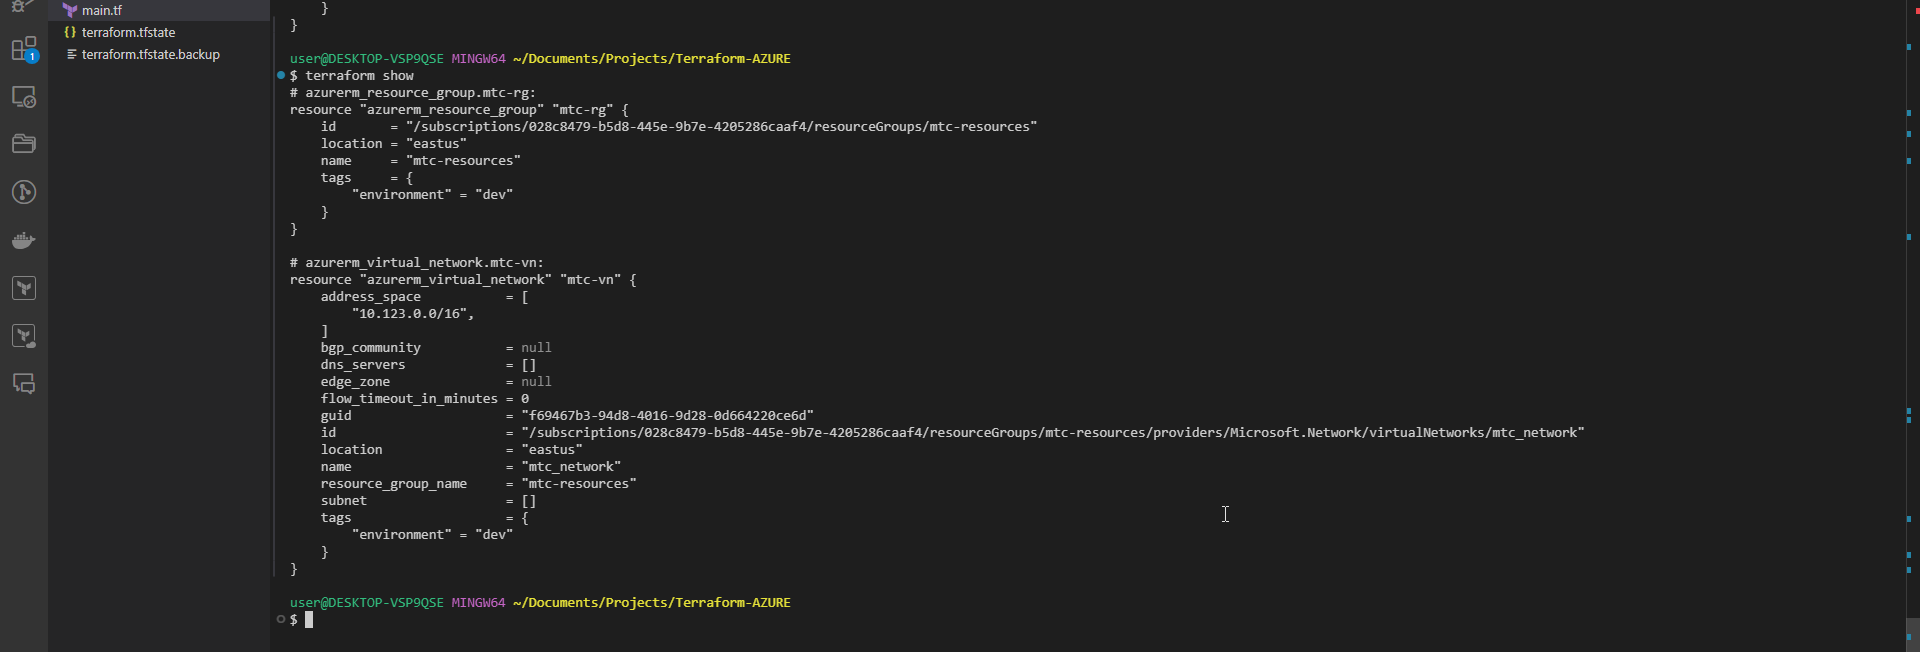 main.tf
terraform.tfstate
terraform.tfstate.backup
1
}
}
user@DESKTOP-VSP9QSE MINGW64 ~/Documents/Projects/Terraform-AZURE
$ terraform show
# azurerm_resource_group.mtc-rg:
resource "azurerm_resource_group" "mtc-rg" {
    id       = "/subscriptions/028c8479-b5d8-445e-9b7e-4205286caaf4/resourceGroups/mtc-resources"
    location = "eastus"
    name     = "mtc-resources"
    tags     = {
        "environment" = "dev"
    }
}
# azurerm_virtual_network.mtc-vn:
resource "azurerm_virtual_network" "mtc-vn" {
    address_space           = [
        "10.123.0.0/16",
    ]
    bgp_community           = null
    dns_servers             = []
    edge_zone               = null
    flow_timeout_in_minutes = 0
    guid                    = "f69467b3-94d8-4016-9d28-0d664220ce6d"
    id                      = "/subscriptions/028c8479-b5d8-445e-9b7e-4205286caaf4/resourceGroups/mtc-resources/providers/Microsoft.Network/virtualNetworks/mtc_network"
    location                = "eastus"
    name                    = "mtc_network"
    resource_group_name     = "mtc-resources"
    subnet                  = []
    tags                    = {
        "environment" = "dev"
    }
}
user@DESKTOP-VSP9QSE MINGW64 ~/Documents/Projects/Terraform-AZURE
$